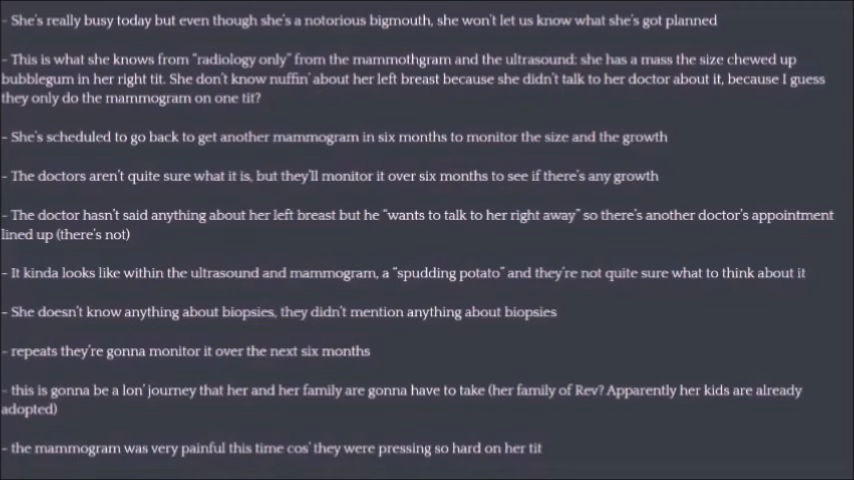 - She's really busy today but even though she's a notorious bigmouth, she won't let us know what she's got planned
- This is what she knows from "radiology only" from the mammothgram and the ultrasound: she has a mass the size chewed up
bubblegum in her right tit. She don't know nuffin' about her left breast because she didn't talk to her doctor about it, because I guess
they only do the mammogram on one tit?
- She's scheduled to go back to get another mammogram in six months to monitor the size and the growth
- The doctors aren't quite sure what it is, but they'll monitor it over six months to see if there's any growth
- The doctor hasn't said anything about her left breast but he "wants to talk to her right away" so there's another doctor's appointment
lined up (there's not)
- It kinda looks like within the ultrasound and mammogram, a "spudding potato" and they're not quite sure what to think about it
- She doesn't know anything about biopsies, they didn't mention anything about biopsies
- repeats they're gonna monitor it over the next six months
- this is gonna be a lon' journey that her and her family are gonna have to take (her family of Rev? Apparently her kids are already
adopted)
- the mammogram was very painful this time cos' they were pressing so hard on her tit